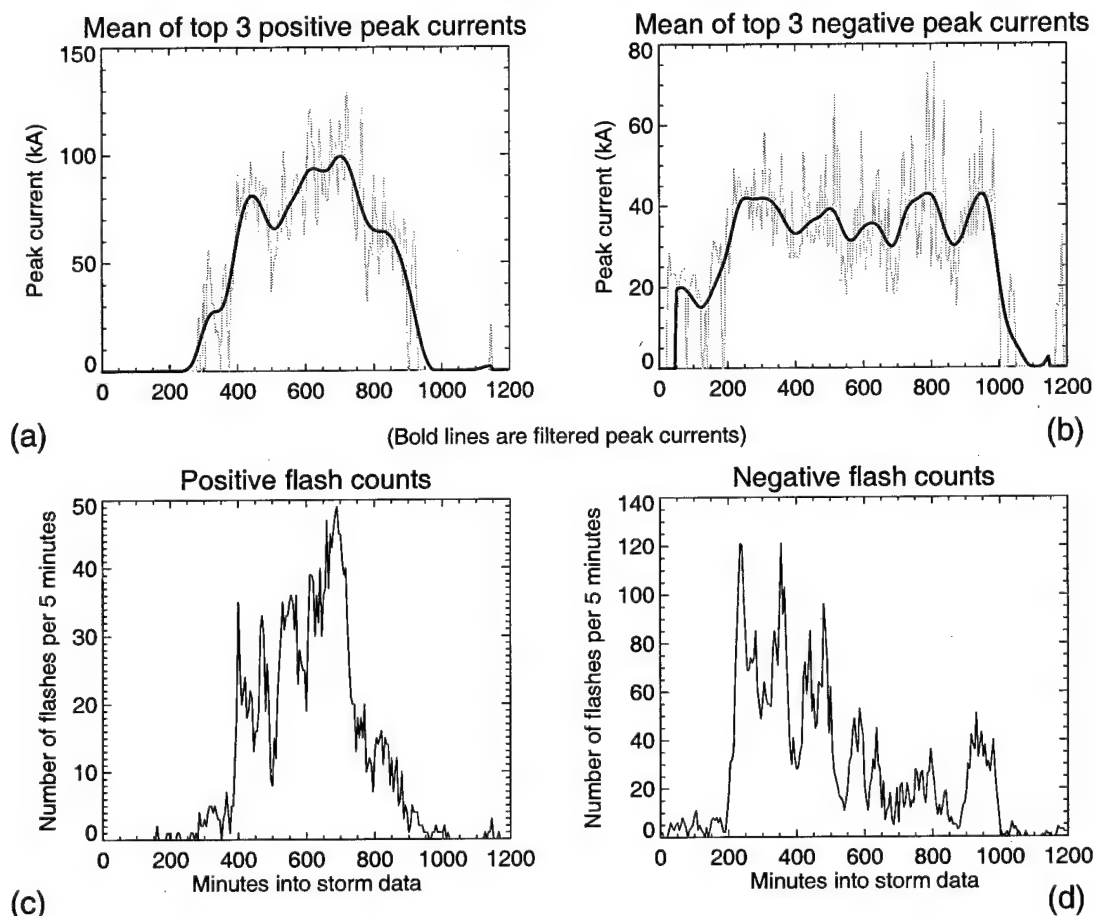 Mean of top 3 positive peak currents
Mean of top 3 negative peak currents
150
100
50
0
Peak current (kA)
0 200 400 600 800 1000 1200
80
60
40
20
0
Peak current (kA)
0 200 400 600 800 1000 1200
(a)
(Bold lines are filtered peak currents)
(b)
Positive flash counts
Negative flash counts
50
40
30
20
10
0
Number of flashes per 5 minutes
0 200 400 600 800 1000 1200
Minutes into storm data
140
120
100
80
60
40
20
0
Number of flashes per 5 minutes
0 200 400 600 800 1000 1200
Minutes into storm data
(c)
(d)